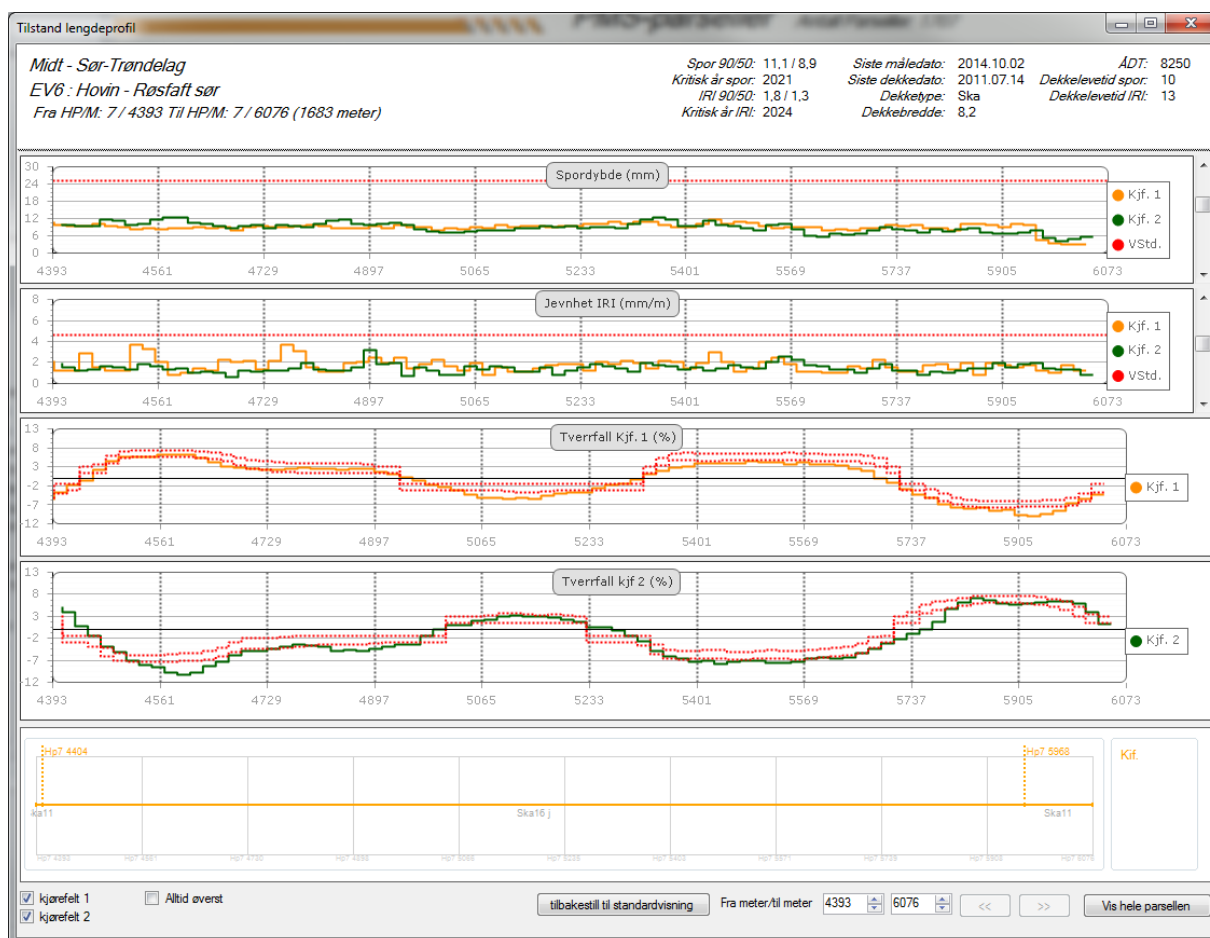 Tilstand lengdeprofil
PMS-parseller
Midt - Sør-Trøndelag
EV6 : Hovin - Røsfaft sør
Fra HP/M: 7 / 4393 Til HP/M: 7 / 6076 (1683 meter)
Spor 90/50: 11,1 / 8,9 Siste måledato: 2014.10.02 ÅDT: 8250
Kritisk år spor: 2021 Siste dekkedato: 2011.07.14 Dekkelevetid spor: 10
IRI 90/50: 1,8 / 1,3 Dekketype: Ska Dekkelevetid IRI: 13
Kritisk år IRI: 2024 Dekkebredde: 8,2
Spordybde (mm)
30
24
18
12
6
0
4393 4561 4729 4897 5065 5233 5401 5569 5737 5905 6073
Kjf. 1
Kjf. 2
VStd.
Jevnhet IRI (mm/m)
8
6
4
2
0
4393 4561 4729 4897 5065 5233 5401 5569 5737 5905 6073
Kjf. 1
Kjf. 2
VStd.
Tverrfall Kjf. 1 (%)
13
8
3
-2
-7
-12
4393 4561 4729 4897 5065 5233 5401 5569 5737 5905 6073
Kjf. 1
Tverrfall kjf 2 (%)
13
8
3
-2
-7
-12
4393 4561 4729 4897 5065 5233 5401 5569 5737 5905 6073
Kjf. 2
Hp7 4404 Hp7 5968 Kif.
ka11 Ska16 j Ska11
kjørefelt 1 Alltid øverst
kjørefelt 2
tilbakestill til standardvisning Fra meter/til meter 4393 6076 << >> Vis hele parsellen